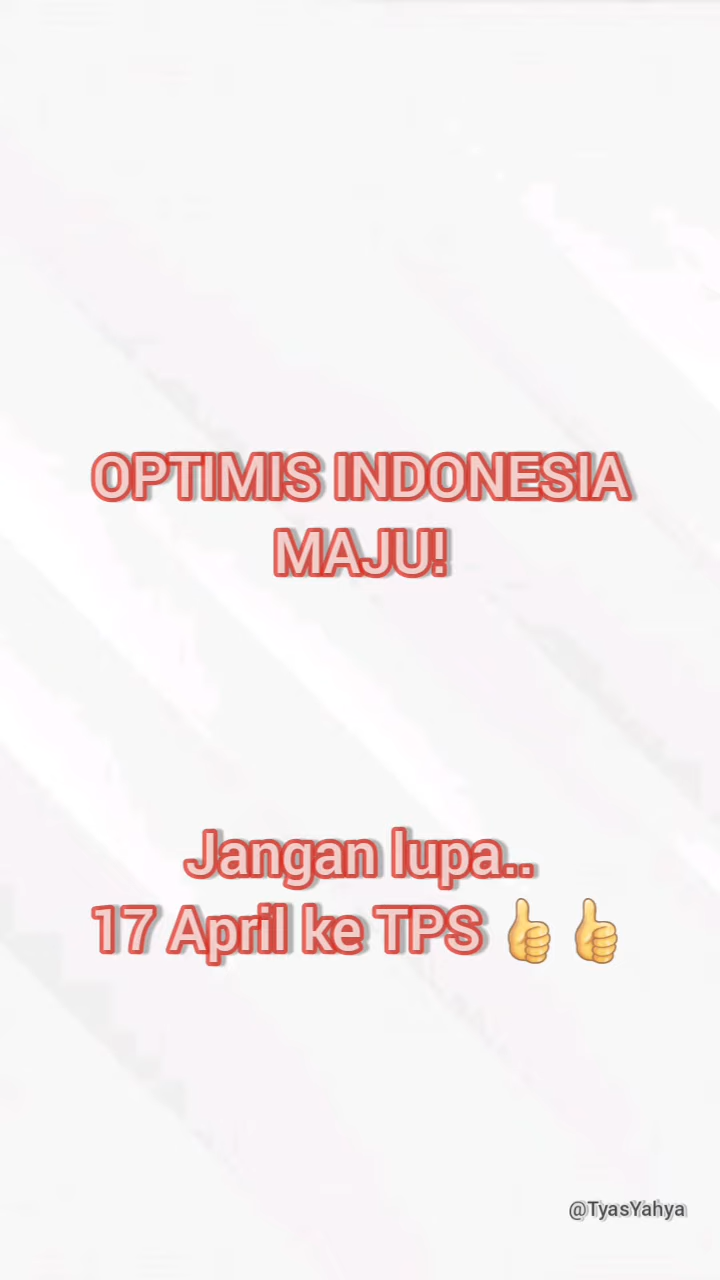 OPTIMIS INDONESIA
MAJU!
Jangan lupa..
17 April ke TPS 👍👍
@TyasYahya